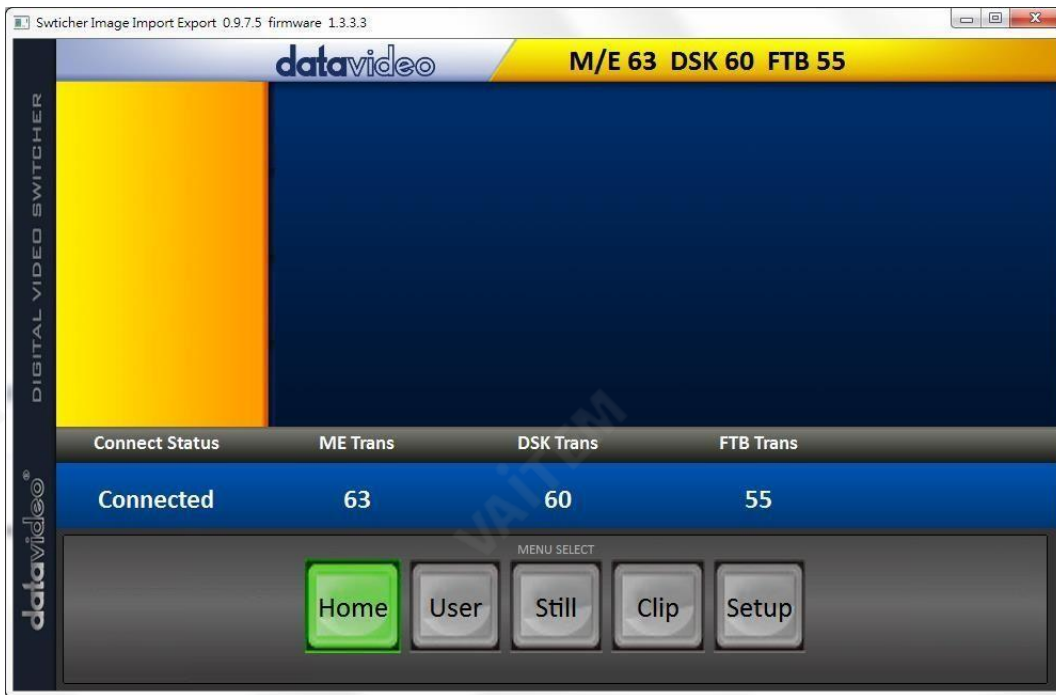 Swticher Image Import Export 0.9.7.5 firmware 1.3.3.3
datavideo
M/E 63 DSK 60 FTB 55
DIGITAL VIDEO SWITCHER
datavideo®
Connect Status ME Trans DSK Trans FTB Trans
Connected 63 60 55
MENU SELECT
Home User Still Clip Setup
VAiTEM